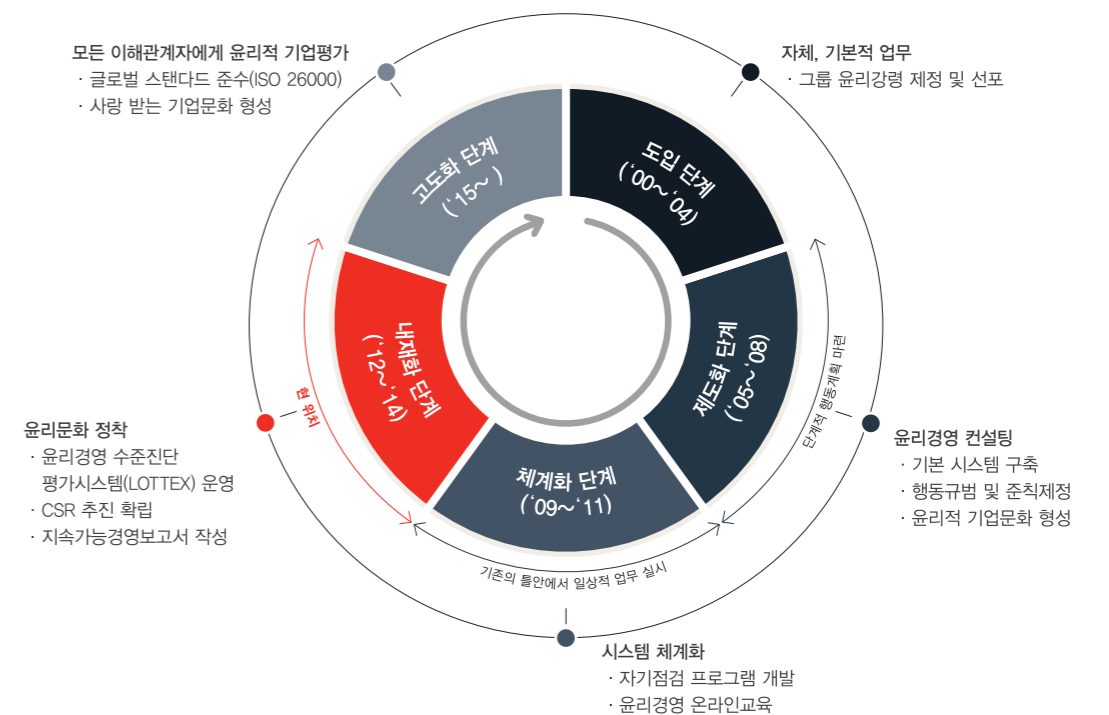 모든 이해관계자에게 윤리적 기업평가
· 글로벌 스탠다드 준수(ISO 26000)
· 사랑 받는 기업문화 형성
자체, 기본적 업무
· 그룹 윤리강령 제정 및 선포
고도화 단계
(‘15~ )
도입 단계
(‘00~‘04)
내재화 단계
(‘12~‘14)
제도화 단계
(‘05~‘08)
체계화 단계
(‘09~‘11)
현 위치
단계적 행동계획 마련
기존의 틀안에서 일상적 업무 실시
윤리문화 정착
· 윤리경영 수준진단
평가시스템(LOTTEX) 운영
· CSR 추진 확립
· 지속가능경영보고서 작성
윤리경영 컨설팅
· 기본 시스템 구축
· 행동규범 및 준칙제정
· 윤리적 기업문화 형성
시스템 체계화
· 자기점검 프로그램 개발
· 윤리경영 온라인교육